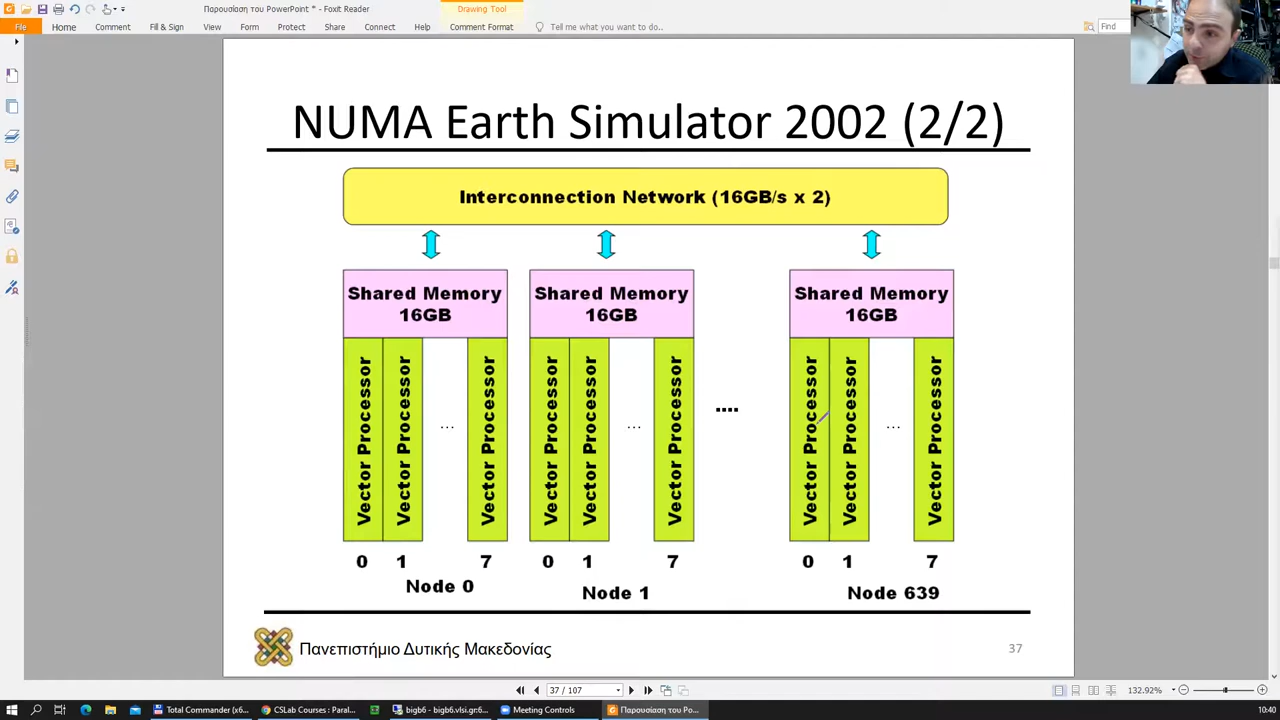 Παρουσίαση του PowerPoint * - Foxit Reader
Drawing Tool
File Home Comment Fill & Sign View Form Protect Share Connect Help Comment Format Tell me what you want to do.. Find
NUMA Earth Simulator 2002 (2/2)
Interconnection Network (16GB/s x 2)
Shared Memory
16GB
Shared Memory
16GB
Shared Memory
16GB
Vector Processor
Vector Processor
...
Vector Processor
Vector Processor
Vector Processor
...
Vector Processor
....
Vector Processor
Vector Processor
...
Vector Processor
0 1 7 0 1 7 0 1 7
Node 0
Node 1
Node 639
Πανεπιστήμιο Δυτικής Μακεδονίας
37
37 / 107
132.92%
Total Commander (x6...
CSLab Courses : Paral...
bigb6 - bigb6.vlsi.gr:6...
Meeting Controls
Παρουσίαση του Po...
10:40